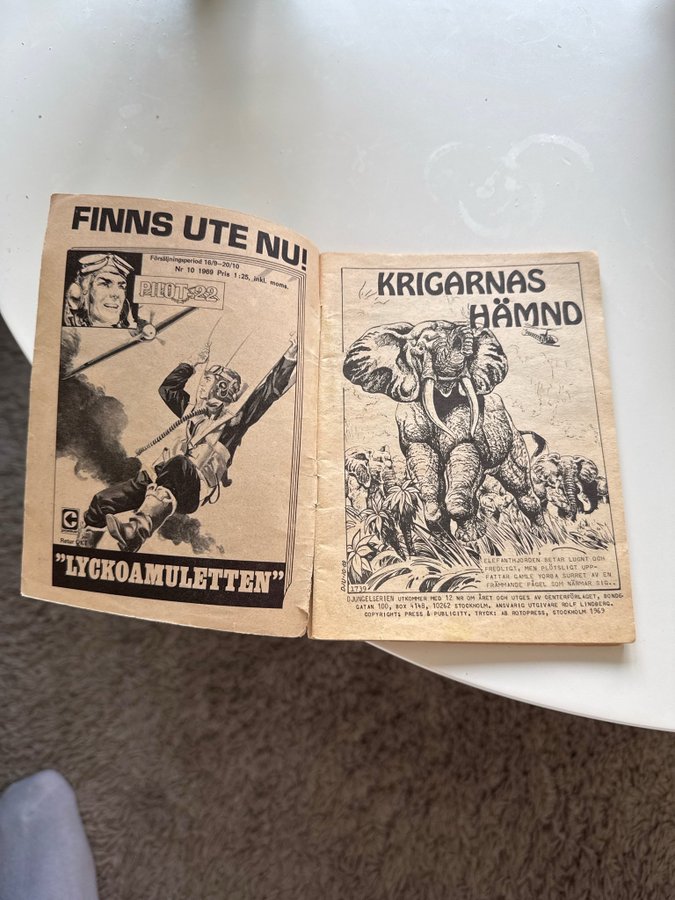 FINNS UTE NU!
Försäljningsperiod 16/9-20/10
Nr 10 1969 Pris 1:25, inkl. moms.
PILOT 22
C
Retur
"LYCKOAMULETTEN"
KRIGARNAS
HÄMND
ELEFANTHJORDEN BETAR LUGNT OCH
FREDLIGT, MEN PLÖTSLIGT UPP-
FATTAR GAMLE YORBA SURRET AV EN
FRÄMMANDE FÅGEL SOM NÄRMAR SIG...
1739
DJUNGELSERIEN UTKOMMER MED 12 NR OM ÅRET OCH UTGES AV CENTERFÖRLAGET, BONDE-
GATAN 100, BOX 4148, 10262 STOCKHOLM. ANSVARIG UTGIVARE ROLF LINDBERG.
COPYRIGHT: PRESS & PUBLICITY, TRYCK: AB ROTOPRESS, STOCKHOLM 1969